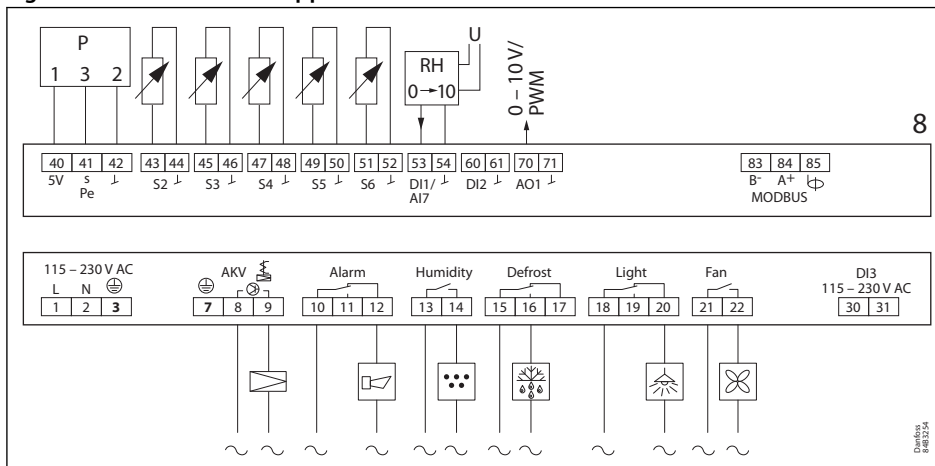 P
1 3 2
U
RH
0→10
0 – 10 V/
PWM
8
40 41 42 43 44 45 46 47 48 49 50 51 52 53 54 60 61 70 71 83 84 85
5V s S2 S3 S4 S5 S6 DI1/ DI2 AO1 B- A+
Pe AI7 MODBUS
115 – 230 V AC AKV Alarm Humidity Defrost Light Fan DI3
L N 115 – 230 V AC
1 2 3 7 8 9 10 11 12 13 14 15 16 17 18 19 20 21 22 30 31
Danfoss
84B3254